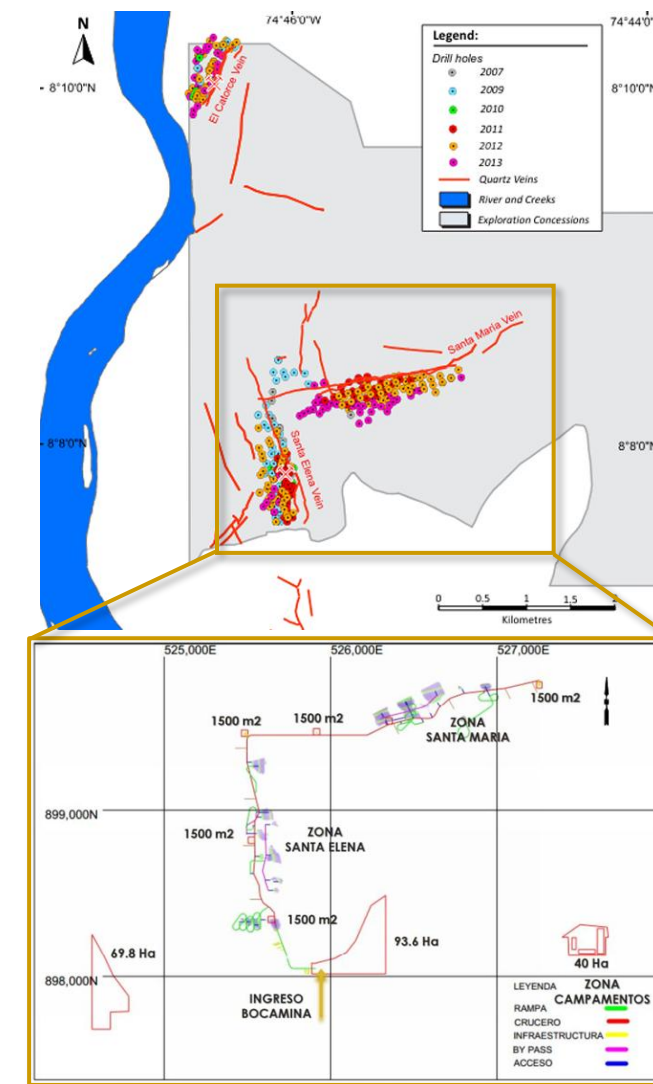 N
74°46'0"W
74°44'0"W
8°10'0"N
8°10'0"N
El Catorce Vein
Legend:
Drill holes
2007
2009
2010
2011
2012
2013
Quartz Veins
River and Creeks
Exploration Concessions
Santa Maria Vein
Santa Elena Vein
8°8'0"N
8°8'0"N
0 0.5 1 1.5 2
Kilometres
525,000E
526,000E
527,000E
1500 m2
1500 m2
1500 m2
ZONA
SANTA MARIA
899,000N
1500 m2
ZONA
SANTA ELENA
1500 m2
69.8 Ha
93.6 Ha
40 Ha
898,000N
INGRESO
BOCAMINA
LEYENDA
ZONA
CAMPAMENTOS
RAMPA
CRUCERO
INFRAESTRUCTURA
BY PASS
ACCESO